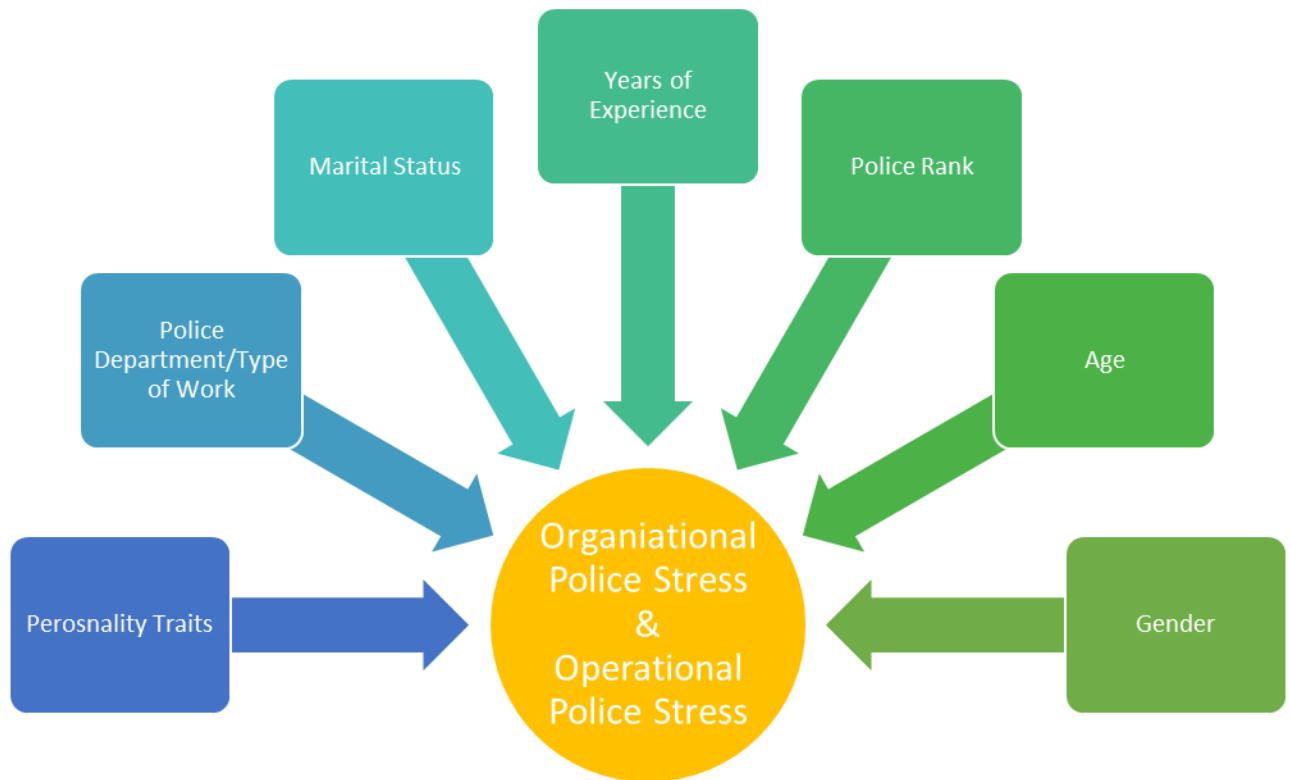 Years of
Experience
Marital Status
Police Rank
Police
Department/Type
of Work
Age
Perosnality Traits
Organiational
Police Stress
&
Operational
Police Stress
Gender